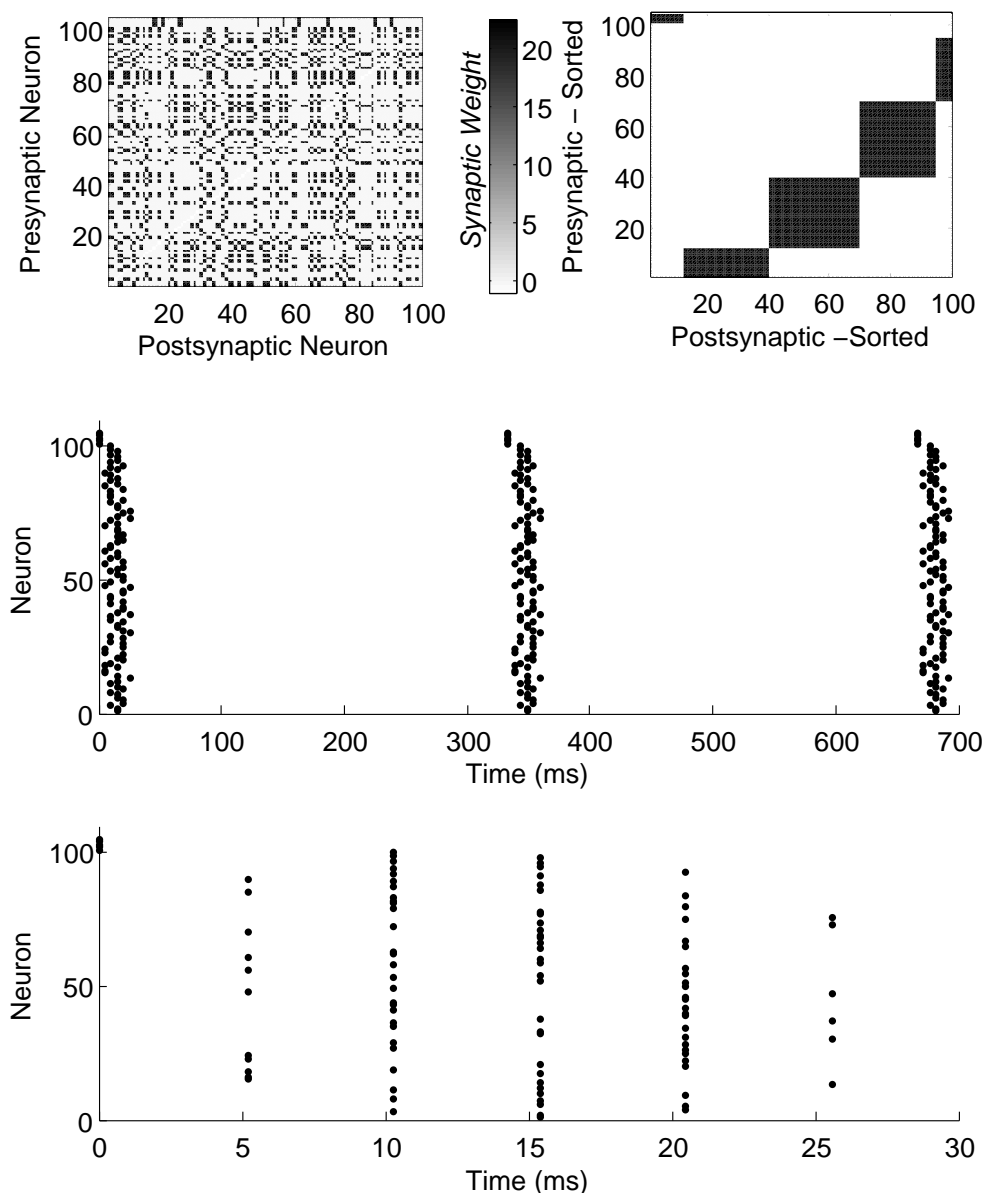 100
80
60
40
20
Presynaptic Neuron
20 40 60 80 100
Postsynaptic Neuron
Synaptic Weight
20
15
10
5
0
Presynaptic – Sorted
100
80
60
40
20
20 40 60 80 100
Postsynaptic –Sorted
100
50
0
Neuron
0 100 200 300 400 500 600 700
Time (ms)
100
50
0
Neuron
0 5 10 15 20 25 30
Time (ms)